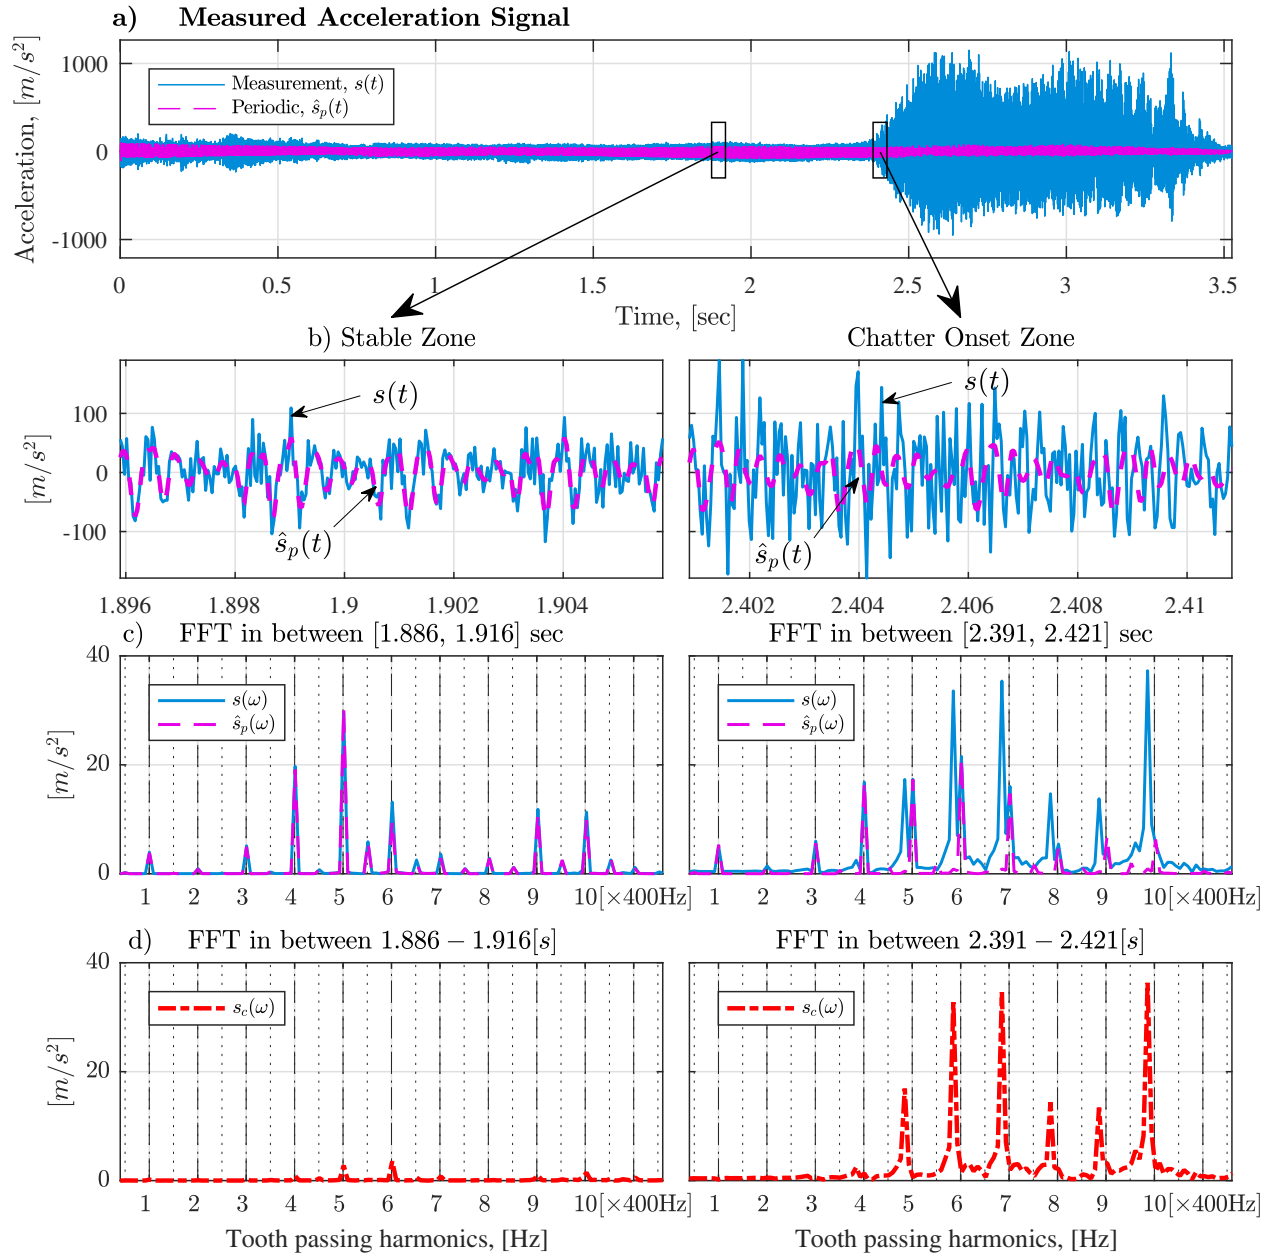 a) Measured Acceleration Signal
Acceleration, [m/s²]
1000
0
-1000
Measurement, s(t)
Periodic, ŝₚ(t)
0 0.5 1 1.5 2 2.5 3 3.5
Time, [sec]
b) Stable Zone
Chatter Onset Zone
[m/s²]
100
0
-100
s(t)
ŝₚ(t)
s(t)
ŝₚ(t)
1.896 1.898 1.9 1.902 1.904
2.402 2.404 2.406 2.408 2.41
c) FFT in between [1.886, 1.916] sec
FFT in between [2.391, 2.421] sec
[m/s²]
40
20
0
s(ω)
ŝₚ(ω)
s(ω)
ŝₚ(ω)
1 2 3 4 5 6 7 8 9 10[×400Hz]
1 2 3 4 5 6 7 8 9 10[×400Hz]
d) FFT in between 1.886 − 1.916[s]
FFT in between 2.391 − 2.421[s]
[m/s²]
40
20
0
s_c(ω)
s_c(ω)
1 2 3 4 5 6 7 8 9 10[×400Hz]
1 2 3 4 5 6 7 8 9 10[×400Hz]
Tooth passing harmonics, [Hz]
Tooth passing harmonics, [Hz]